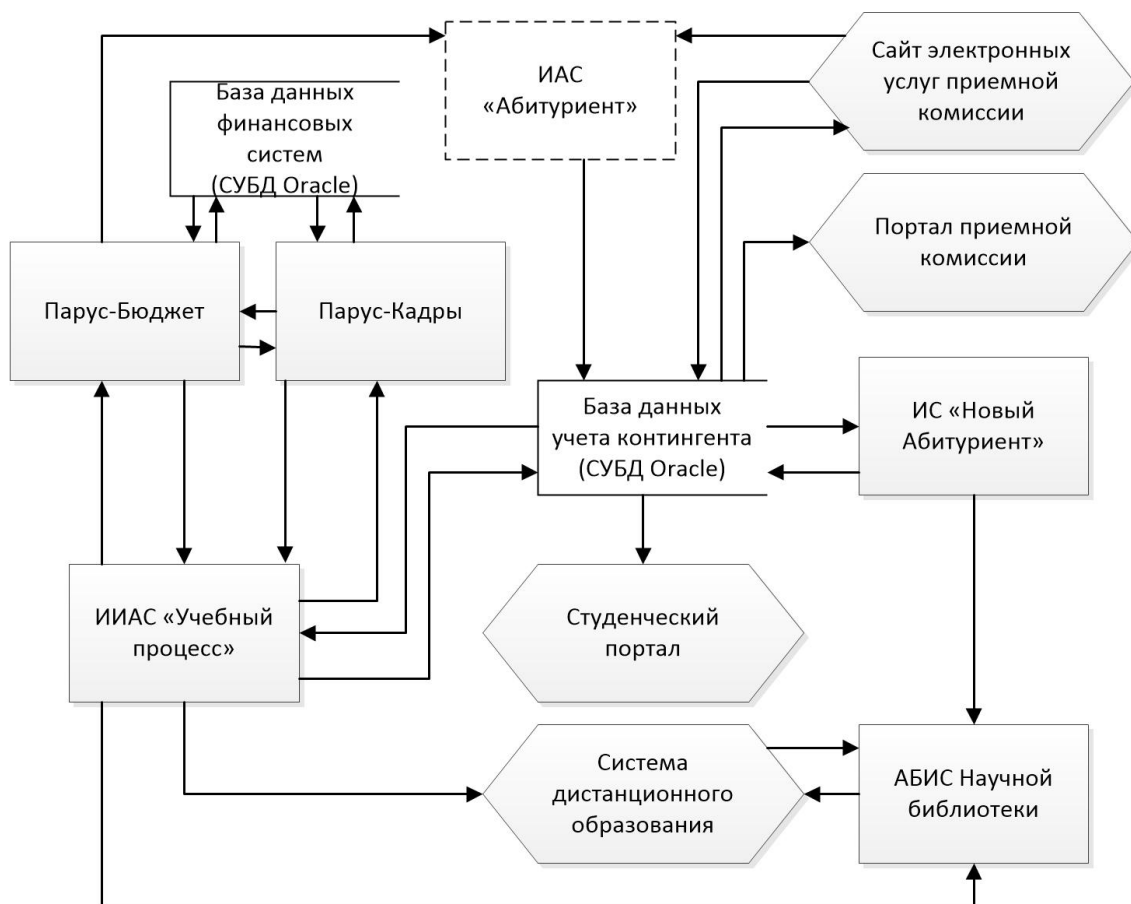 ИАС
«Абитуриент»
Сайт электронных
услуг приемной
комиссии
База данных
финансовых
систем
(СУБД Oracle)
Портал приемной
комиссии
Парус-Бюджет
Парус-Кадры
База данных
учета контингента
(СУБД Oracle)
ИС «Новый
Абитуриент»
ИИАС «Учебный
процесс»
Студенческий
портал
Система
дистанционного
образования
АБИС Научной
библиотеки